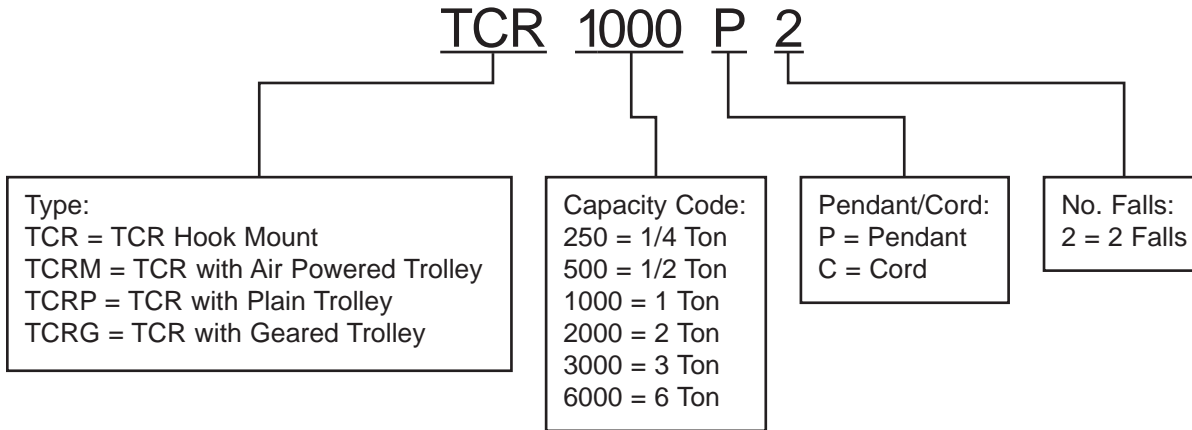 TCR 1000 P 2
Type:
TCR = TCR Hook Mount
TCRM = TCR with Air Powered Trolley
TCRP = TCR with Plain Trolley
TCRG = TCR with Geared Trolley
Capacity Code:
250 = 1/4 Ton
500 = 1/2 Ton
1000 = 1 Ton
2000 = 2 Ton
3000 = 3 Ton
6000 = 6 Ton
Pendant/Cord:
P = Pendant
C = Cord
No. Falls:
2 = 2 Falls